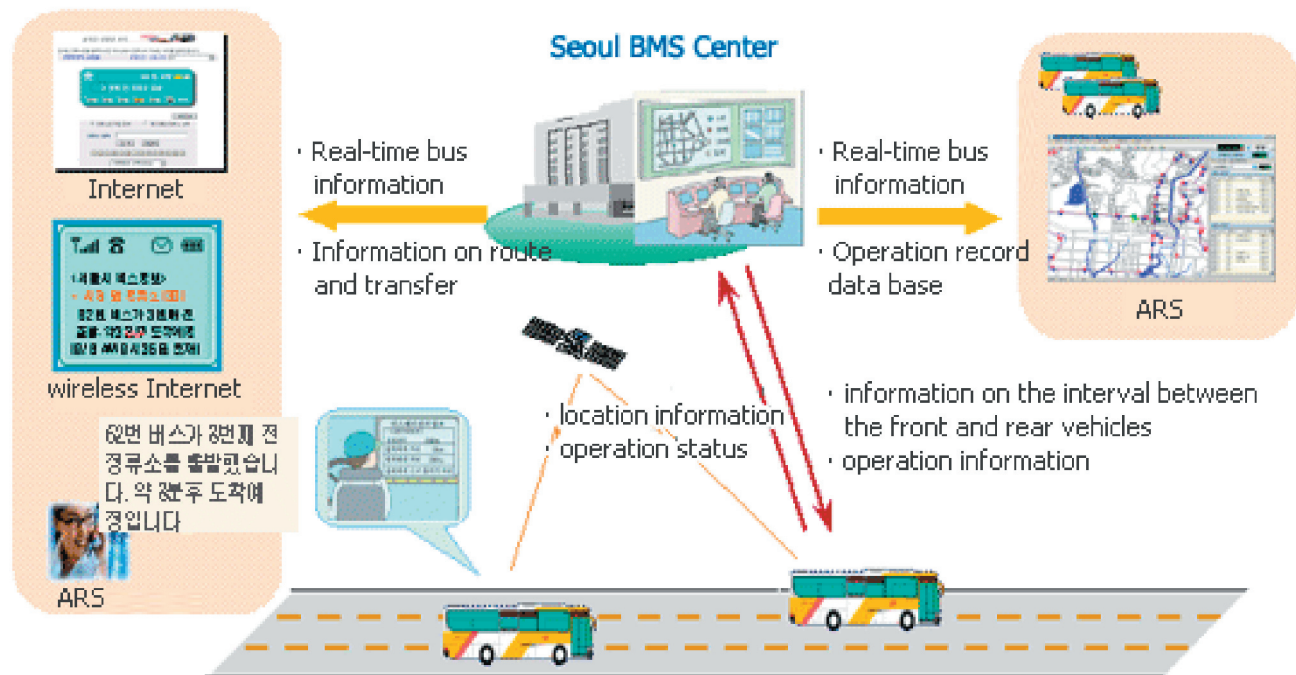 Seoul BMS Center
Internet
· Real-time bus
information
· Information on route
and transfer
· Real-time bus
information
· Operation record
data base
ARS
wireless Internet
62번 버스가 3번째 전
정류소를 출발했습니
다. 약 3분후 도착예
정입니다
ARS
· location information
· operation status
· information on the interval between
the front and rear vehicles
· operation information